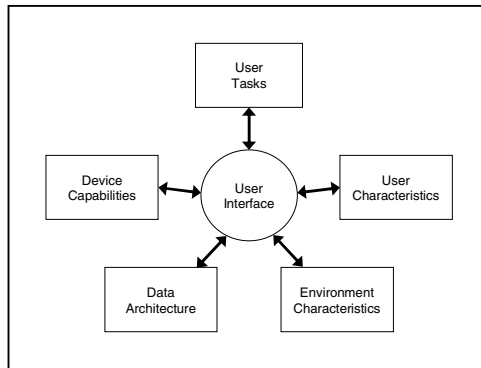 User
Tasks
Device
Capabilities
User
Interface
User
Characteristics
Data
Architecture
Environment
Characteristics